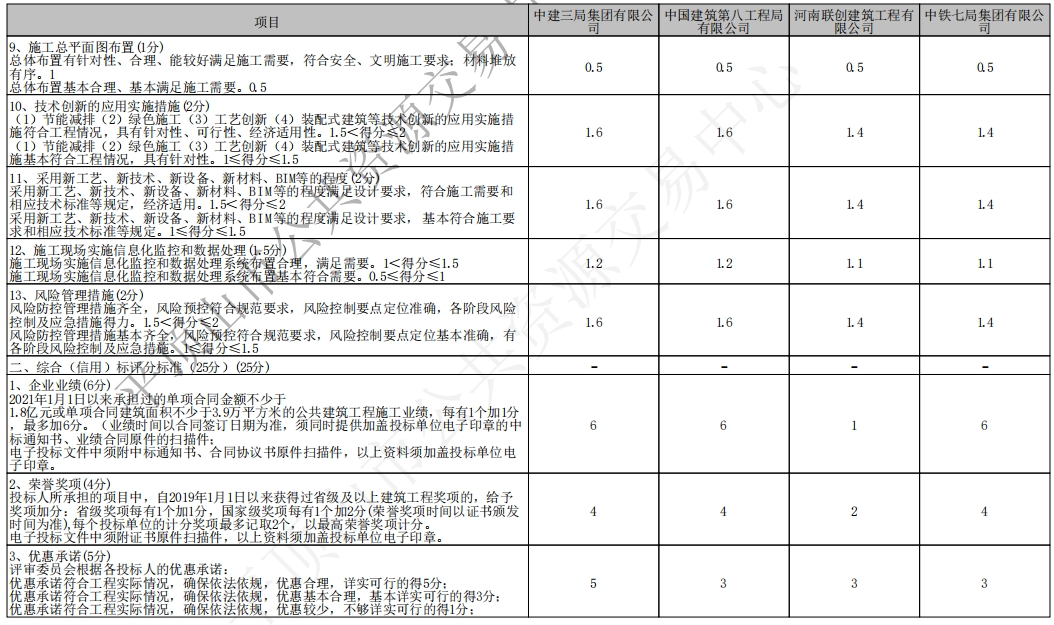 项目
中建三局集团有限公
司
中国建筑第八工程局
有限公司
河南联创建筑工程有
限公司
中铁七局集团有限公
司
9、施工总平面图布置(1分)
总体布置有针对性、合理、能较好满足施工需要，符合安全、文明施工要求；材料堆放
有序。1
总体布置基本合理、基本满足施工需要。0.5
0.5
0.5
0.5
0.5
10、技术创新的应用实施措施(2分)
（1）节能减排（2）绿色施工（3）工艺创新（4）装配式建筑等技术创新的应用实施措
施符合工程情况，具有针对性、可行性、经济适用性。1.5<得分≤2
（1）节能减排（2）绿色施工（3）工艺创新（4）装配式建筑等技术创新的应用实施措
施基本符合工程情况，具有针对性。1≤得分≤1.5
1.6
1.6
1.4
1.4
11、采用新工艺、新技术、新设备、新材料、BIM等的程度(2分)
采用新工艺、新技术、新设备、新材料、BIM等的程度满足设计要求，符合施工需要和
相应技术标准等规定，经济适用。1.5<得分≤2
采用新工艺、新技术、新设备、新材料、BIM等的程度满足设计要求， 基本符合施工要
求和相应技术标准等规定。1≤得分≤1.5
1.6
1.6
1.4
1.4
12、施工现场实施信息化监控和数据处理(1.5分)
施工现场实施信息化监控和数据处理系统布置合理，满足需要。1<得分≤1.5
施工现场实施信息化监控和数据处理系统布置基本符合需要。0.5≤得分≤1
1.2
1.2
1.1
1.1
13、风险管理措施(2分)
风险防控管理措施齐全，风险预控符合规范要求，风险控制要点定位准确，各阶段风险
控制及应急措施得力。1.5<得分≤2
风险防控管理措施基本齐全，风险预控符合规范要求，风险控制要点定位基本准确，有
各阶段风险控制及应急措施。1≤得分≤1.5
1.6
1.6
1.4
1.4
二、综合（信用）标评分标准（25分）(25分)
-
-
-
-
1、企业业绩(6分)
2021年1月1日以来承担过的单项合同金额不少于
1.8亿元或单项合同建筑面积不少于3.9万平方米的公共建筑工程施工业绩，每有1个加1分
，最多加6分。（业绩时间以合同签订日期为准，须同时提供加盖投标单位电子印章的中
标通知书、业绩合同原件的扫描件；
电子投标文件中须附中标通知书、合同协议书原件扫描件，以上资料须加盖投标单位电
子印章。
6
6
1
6
2、荣誉奖项(4分)
投标人所承担的项目中，自2019年1月1日以来获得过省级及以上建筑工程奖项的，给予
奖项加分：省级奖项每有1个加1分，国家级奖项每有1个加2分(荣誉奖项时间以证书颁发
时间为准),每个投标单位的计分奖项最多记取2个，以最高荣誉奖项计分。
电子投标文件中须附证书原件扫描件，以上资料须加盖投标单位电子印章。
4
4
2
4
3、优惠承诺(5分)
评审委员会根据各投标人的优惠承诺：
优惠承诺符合工程实际情况，确保依法依规，优惠合理，详实可行的得5分；
优惠承诺符合工程实际情况，确保依法依规，优惠基本合理，基本详实可行的得3分；
优惠承诺符合工程实际情况，确保依法依规，优惠较少，不够详实可行的得1分；
5
3
3
3
平顶山市公共资源交易
平顶山市公共资源交易中心